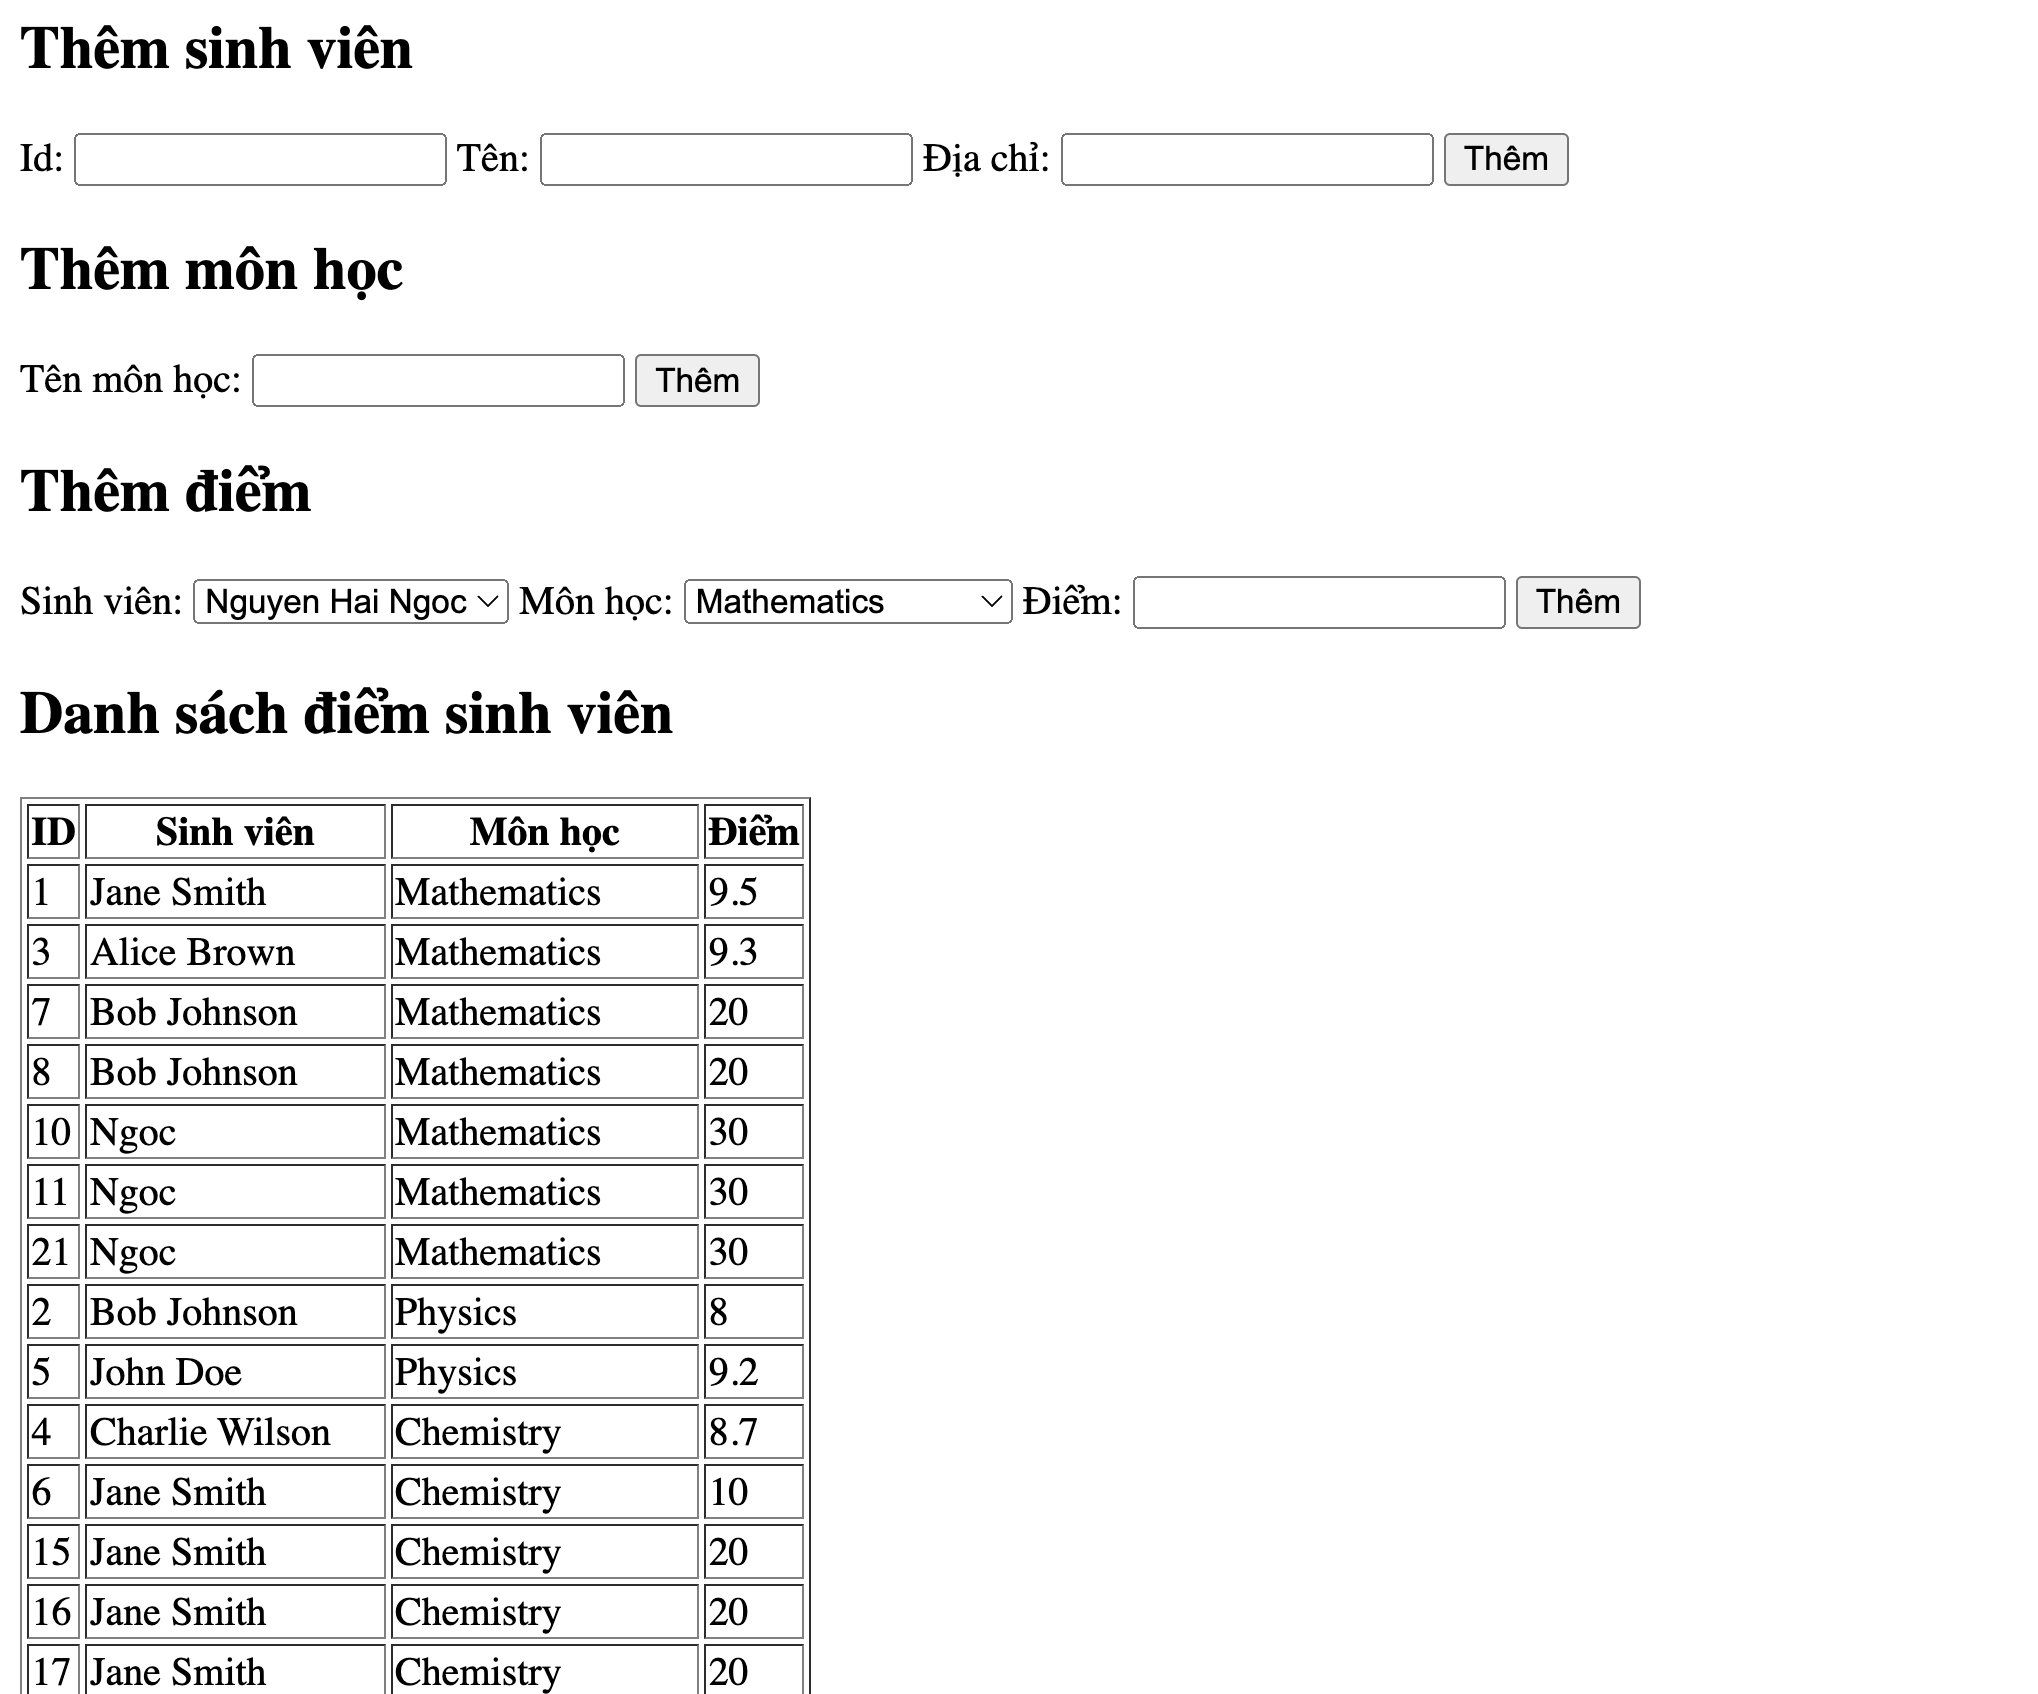 Thêm sinh viên
Id: Tên: Địa chỉ: Thêm
Thêm môn học
Tên môn học: Thêm
Thêm điểm
Sinh viên: Nguyen Hai Ngoc Môn học: Mathematics Điểm: Thêm
Danh sách điểm sinh viên
ID Sinh viên Môn học Điểm
1 Jane Smith Mathematics 9.5
3 Alice Brown Mathematics 9.3
7 Bob Johnson Mathematics 20
8 Bob Johnson Mathematics 20
10 Ngoc Mathematics 30
11 Ngoc Mathematics 30
21 Ngoc Mathematics 30
2 Bob Johnson Physics 8
5 John Doe Physics 9.2
4 Charlie Wilson Chemistry 8.7
6 Jane Smith Chemistry 10
15 Jane Smith Chemistry 20
16 Jane Smith Chemistry 20
17 Jane Smith Chemistry 20